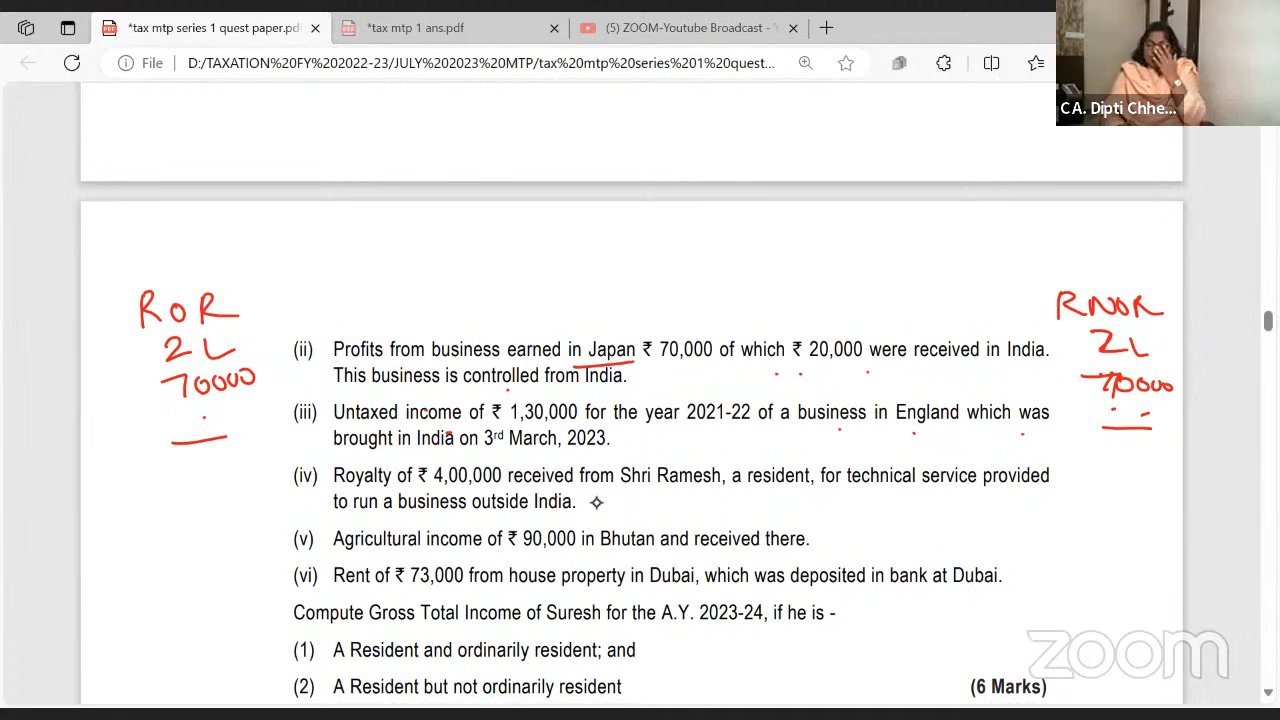 *tax mtp series 1 quest paper.pdf
*tax mtp 1 ans.pdf
(5) ZOOM-Youtube Broadcast -
File
D:/TAXATION%20FY%202022-23/JULY%202023%20MTP/tax%20mtp%20series%201%20quest...
CA. Dipti Chhe...
ROR
2L
70000
RNOR
2L
70000
(ii) Profits from business earned in Japan ₹ 70,000 of which ₹ 20,000 were received in India.
This business is controlled from India.
(iii) Untaxed income of ₹ 1,30,000 for the year 2021-22 of a business in England which was
brought in India on 3rd March, 2023.
(iv) Royalty of ₹ 4,00,000 received from Shri Ramesh, a resident, for technical service provided
to run a business outside India.
(v) Agricultural income of ₹ 90,000 in Bhutan and received there.
(vi) Rent of ₹ 73,000 from house property in Dubai, which was deposited in bank at Dubai.
Compute Gross Total Income of Suresh for the A.Y. 2023-24, if he is -
(1) A Resident and ordinarily resident; and
(2) A Resident but not ordinarily resident (6 Marks)
zoom